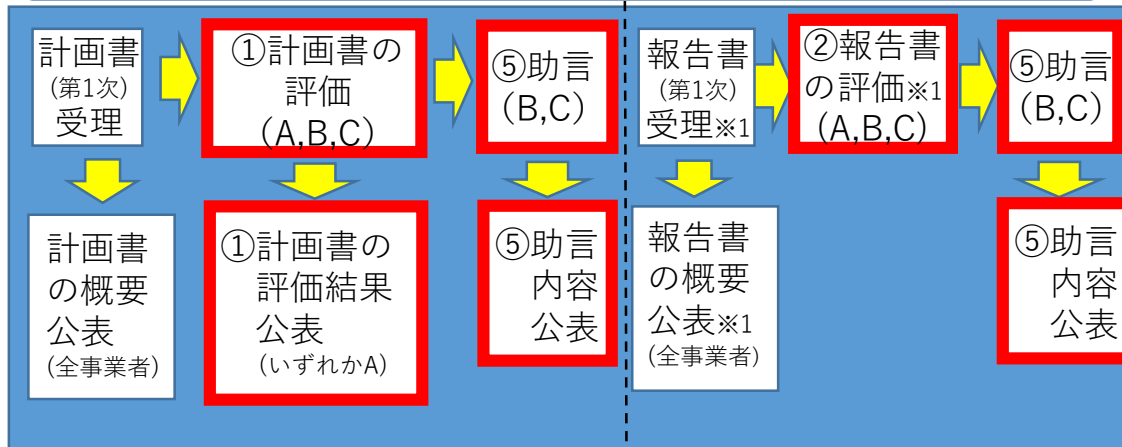 計画書
(第1次)
受理
①計画書の
評価
(A,B,C)
⑤助言
(B,C)
報告書
(第1次)
受理※1
②報告書
の評価※1
(A,B,C)
⑤助言
(B,C)
計画書
の概要
公表
(全事業者)
①計画書の
評価結果
公表
(いずれかA)
⑤助言
内容
公表
報告書
の概要
公表※1
(全事業者)
⑤助言
内容
公表